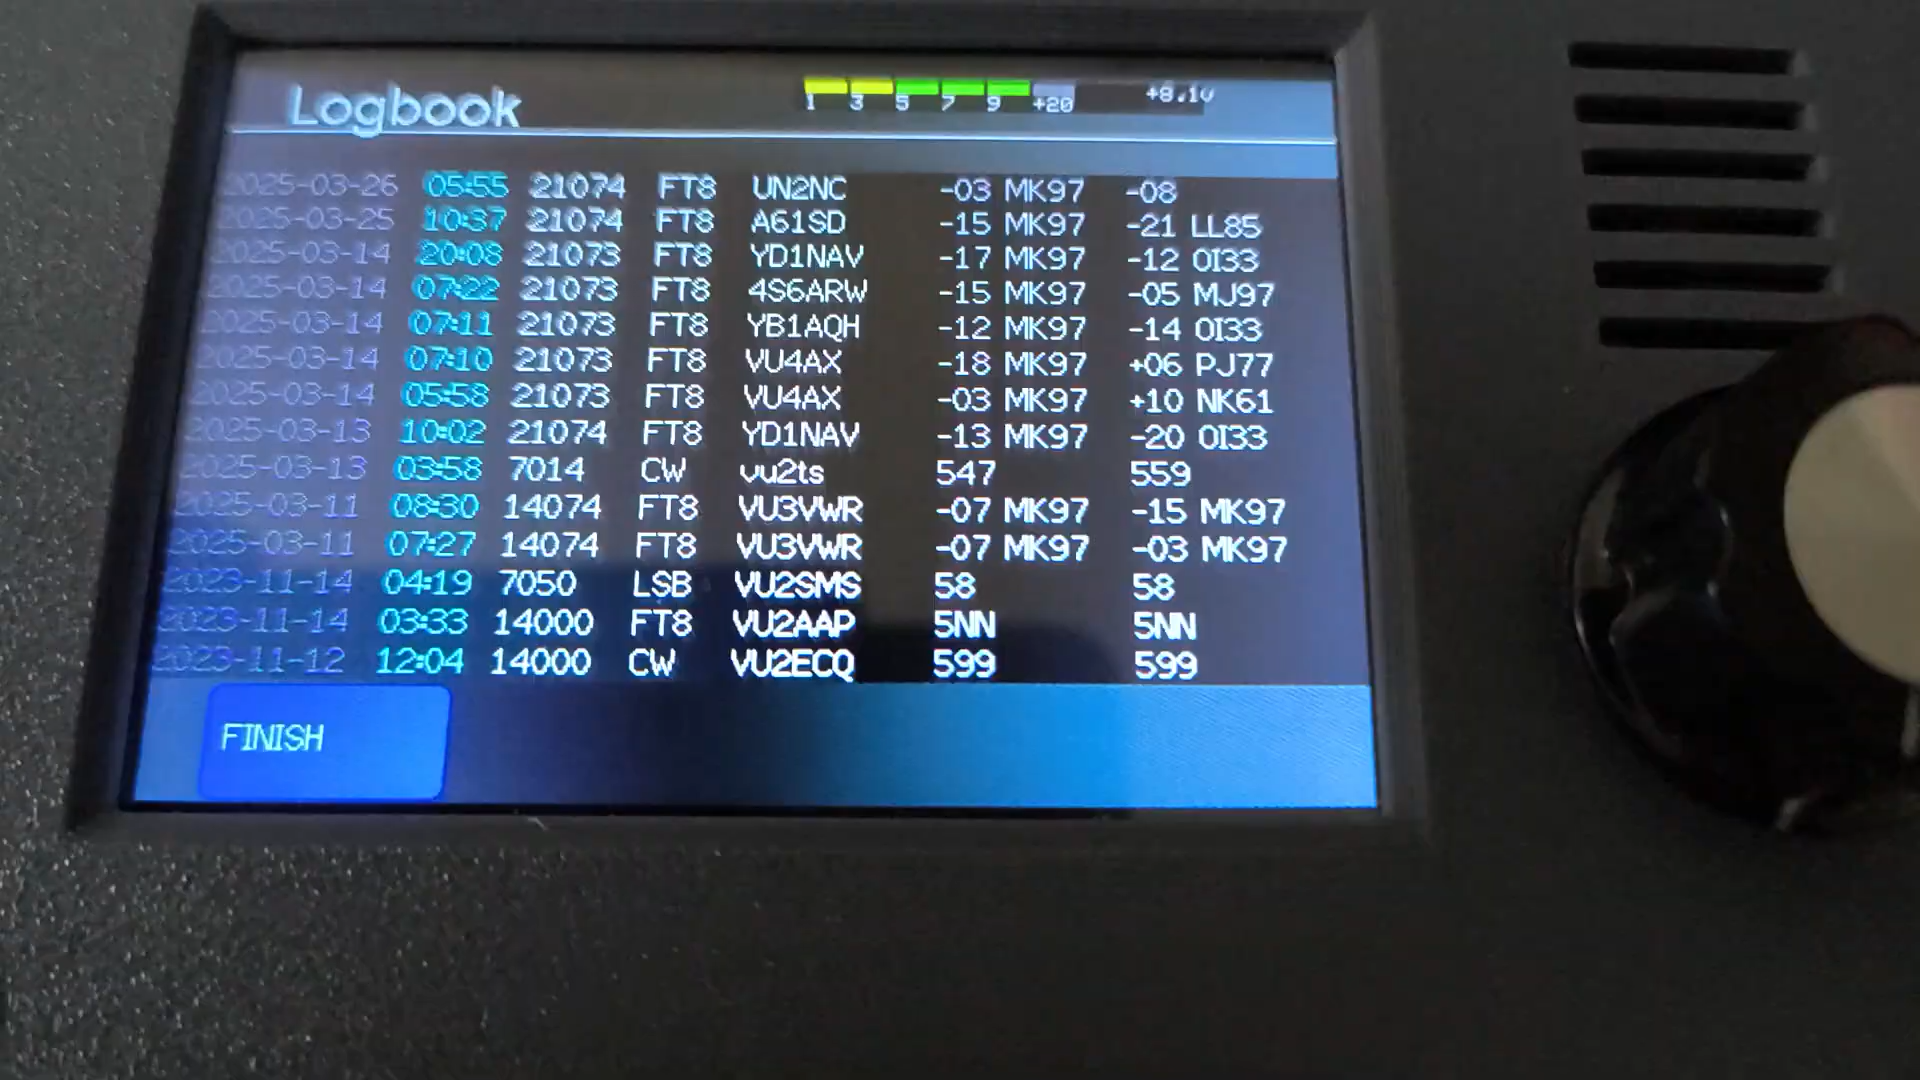 Logbook
1 3 5 7 9 +20 +8.1V
2025-03-26 05:55 21074 FT8 UN2NC -03 MK97 -08
2025-03-25 10:37 21074 FT8 A61SD -15 MK97 -21 LL85
2025-03-14 20:08 21073 FT8 YD1NAV -17 MK97 -12 OI33
2025-03-14 07:22 21073 FT8 4S6ARW -15 MK97 -05 MJ97
2025-03-14 07:11 21073 FT8 YB1AQH -12 MK97 -14 OI33
2025-03-14 07:10 21073 FT8 VU4AX -18 MK97 +06 PJ77
2025-03-14 05:58 21073 FT8 VU4AX -03 MK97 +10 NK61
2025-03-13 10:02 21074 FT8 YD1NAV -13 MK97 -20 OI33
2025-03-13 03:58 7014 CW vu2ts 547 559
2025-03-11 08:30 14074 FT8 VU3VWR -07 MK97 -15 MK97
2025-03-11 07:27 14074 FT8 VU3VWR -07 MK97 -03 MK97
2023-11-14 04:19 7050 LSB VU2SMS 58 58
2023-11-14 03:33 14000 FT8 VU2AAP 5NN 5NN
2023-11-12 12:04 14000 CW VU2ECQ 599 599
FINISH